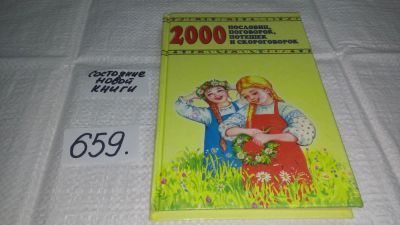 состояние
новой
книги
659.
2000 ПОСЛОВИЦ,
ПОГОВОРОК,
ПОТЕШЕК
И СКОРОГОВОРОК